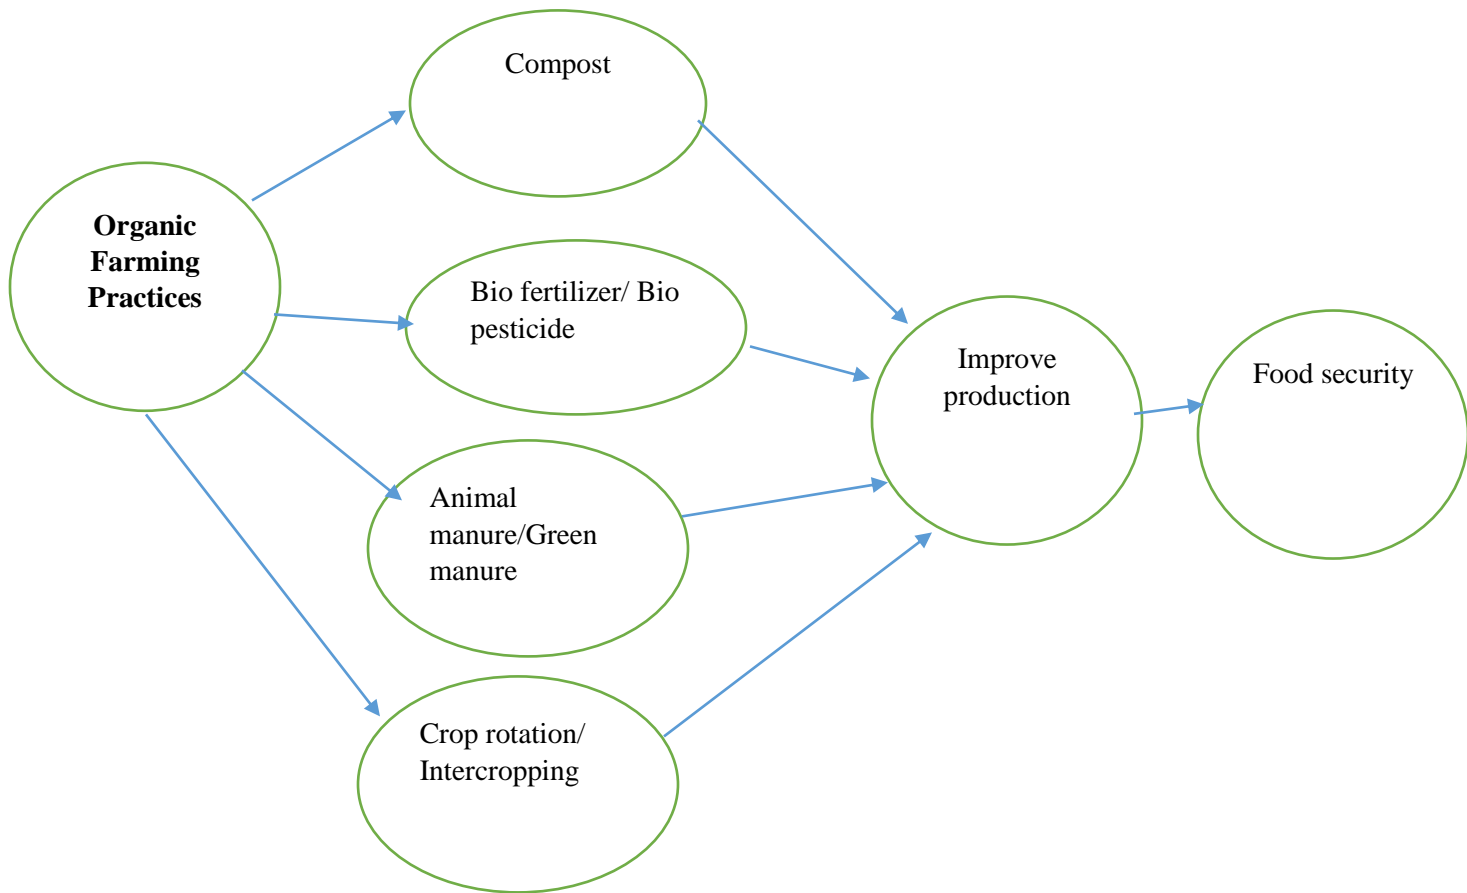 Compost
Organic
Farming
Practices
Bio fertilizer/ Bio
pesticide
Improve
production
Food security
Animal
manure/Green
manure
Crop rotation/
Intercropping